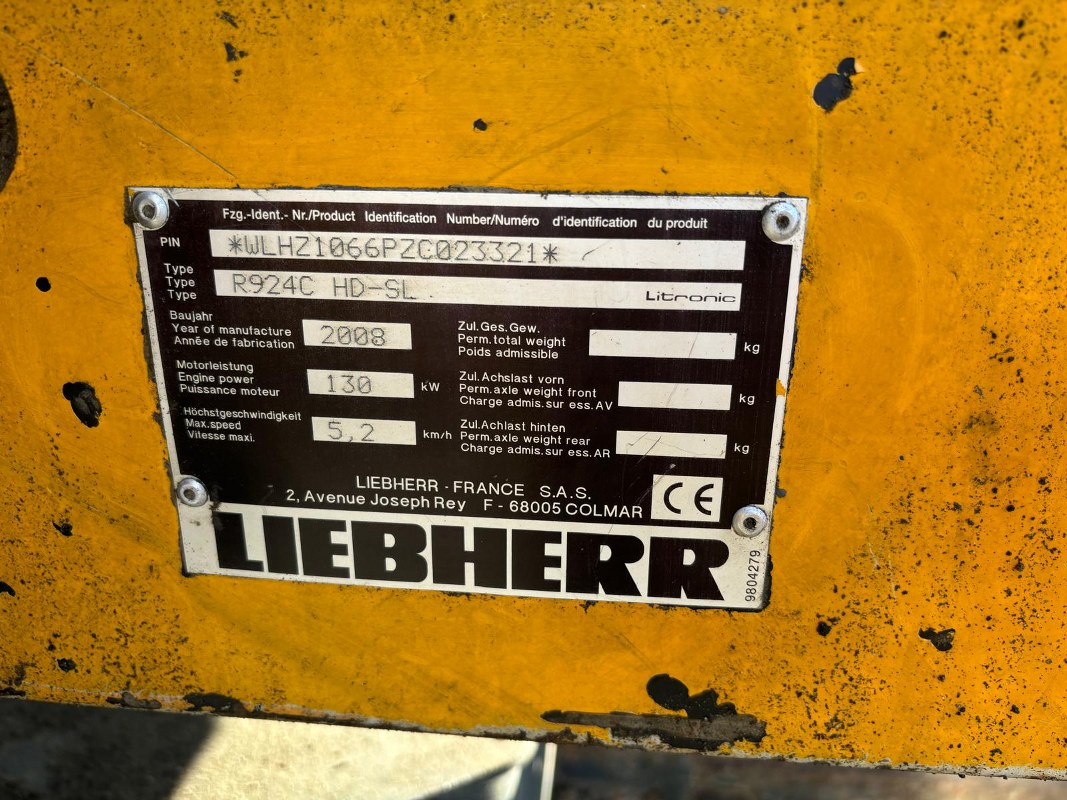 Fzg.-Ident.- Nr./Product Identification Number/Numéro d'identification du produit
PIN *WLHZ1066PZC023321*
Type
Type R924C HD-SL Litronic
Type
Baujahr
Year of manufacture 2008
Année de fabrication
Zul.Ges.Gew.
Perm.total weight kg
Poids admissible
Motorleistung
Engine power 130 kW
Puissance moteur
Zul.Achslast vorn
Perm.axle weight front kg
Charge admis.sur ess.AV
Höchstgeschwindigkeit
Max.speed 5,2 km/h
Vitesse maxi.
Zul.Achlast hinten
Perm.axle weight rear kg
Charge admis.sur ess.AR
LIEBHERR - FRANCE S.A.S.
2, Avenue Joseph Rey F - 68005 COLMAR
CE
LIEBHERR
9804279